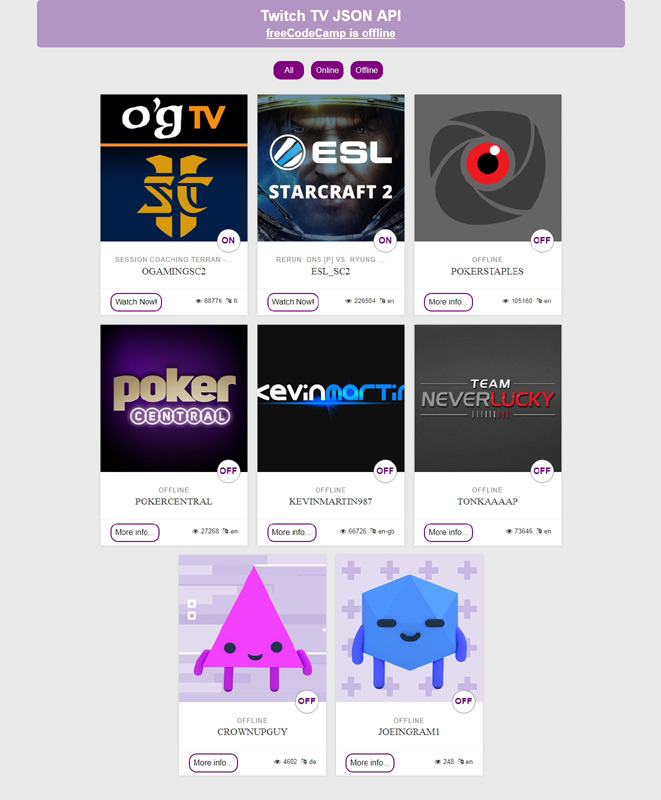 Twitch TV JSON API
freeCodeCamp is offline
All Online Offline
o'g TV
SC
ON
SESSION COACHING TERRAN -...
OGAMINGSC2
Watch Now! 68776 fr
ESL
STARCRAFT 2
ON
RERUN: DNS [P] VS. RYUNG ...
ESL_SC2
Watch Now! 226504 en
OFF
OFFLINE
POKERSTAPLES
More info... 105160 en
poker
CENTRAL
OFF
OFFLINE
POKERCENTRAL
More info... 27268 en
kevinmartin
OFF
OFFLINE
KEVINMARTIN987
More info... 66726 en-gb
TEAM
NEVERLUCKY
OFF
OFFLINE
TONKAAAAP
More info... 73646 en
OFF
OFFLINE
CROWNUPGUY
More info... 4602 de
OFF
OFFLINE
JOEINGRAM1
More info... 248 en